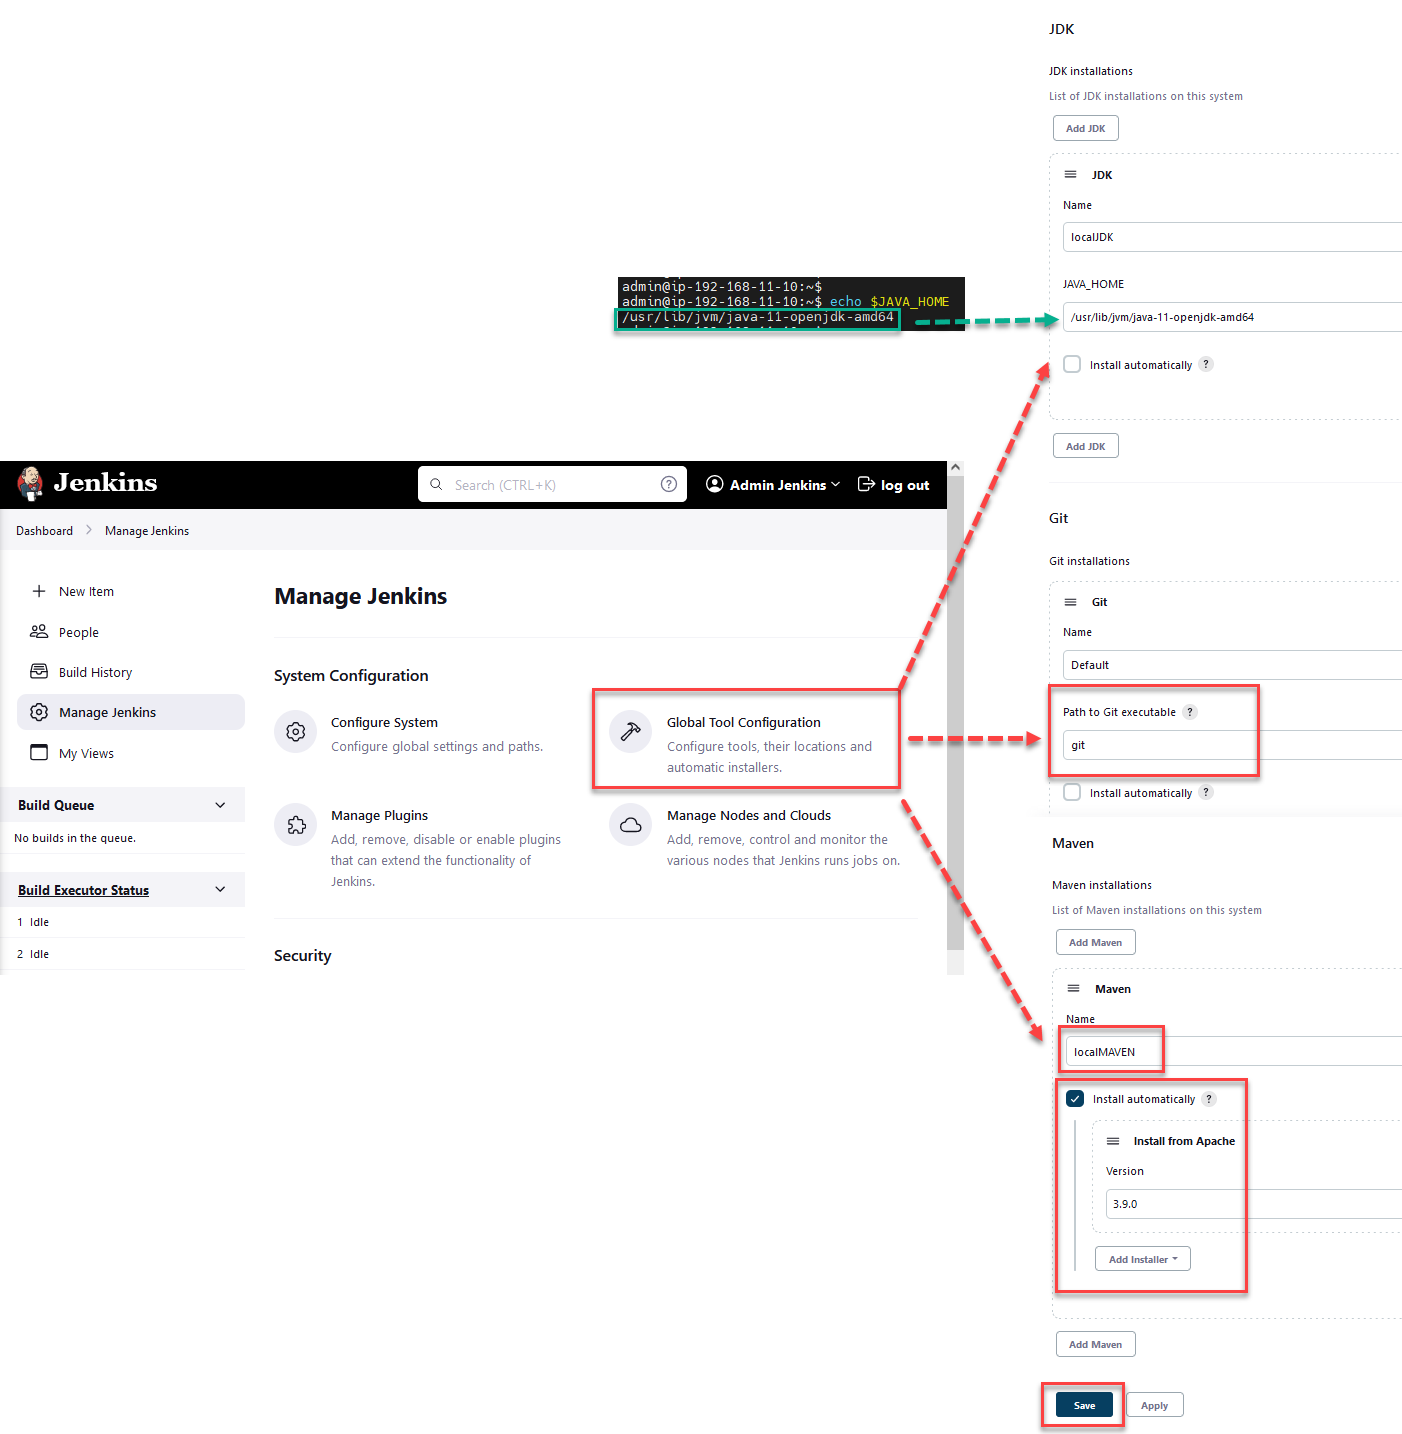 admin@ip-192-168-11-10:~$
admin@ip-192-168-11-10:~$ echo $JAVA_HOME
/usr/lib/jvm/java-11-openjdk-amd64
Jenkins
Search (CTRL+K)
?
Admin Jenkins
log out
Dashboard
Manage Jenkins
New Item
People
Build History
Manage Jenkins
My Views
Build Queue
No builds in the queue.
Build Executor Status
1 Idle
2 Idle
Manage Jenkins
System Configuration
Configure System
Configure global settings and paths.
Global Tool Configuration
Configure tools, their locations and
automatic installers.
Manage Plugins
Add, remove, disable or enable plugins
that can extend the functionality of
Jenkins.
Manage Nodes and Clouds
Add, remove, control and monitor the
various nodes that Jenkins runs jobs on.
Security
JDK
JDK installations
List of JDK installations on this system
Add JDK
JDK
Name
localJDK
JAVA_HOME
/usr/lib/jvm/java-11-openjdk-amd64
Install automatically ?
Add JDK
Git
Git installations
Git
Name
Default
Path to Git executable ?
git
Install automatically ?
Maven
Maven installations
List of Maven installations on this system
Add Maven
Maven
Name
localMAVEN
Install automatically ?
Install from Apache
Version
3.9.0
Add Installer
Add Maven
Save
Apply